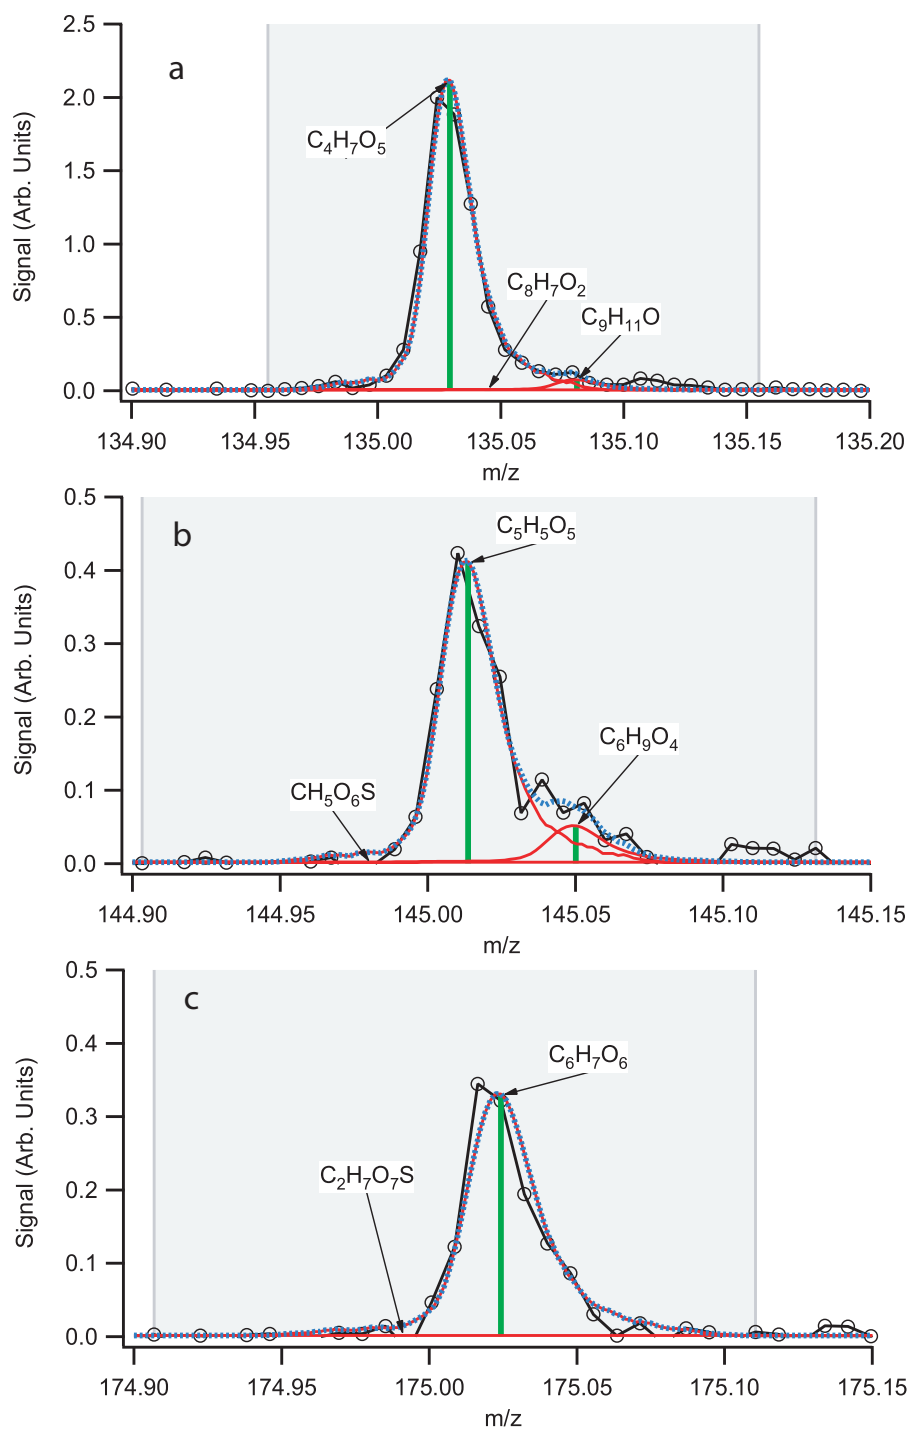 2.5
a
2.0
C₄H₇O₅
1.5
Signal (Arb. Units)
1.0
C₈H₇O₂
C₉H₁₁O
0.5
0.0
134.90 134.95 135.00 135.05 135.10 135.15 135.20
m/z
0.5
b
C₅H₅O₅
0.4
0.3
Signal (Arb. Units)
0.2
C₆H₉O₄
CH₅O₆S
0.1
0.0
144.90 144.95 145.00 145.05 145.10 145.15
m/z
0.5
c
0.4
C₆H₇O₆
0.3
Signal (Arb. Units)
C₂H₇O₇S
0.2
0.1
0.0
174.90 174.95 175.00 175.05 175.10 175.15
m/z